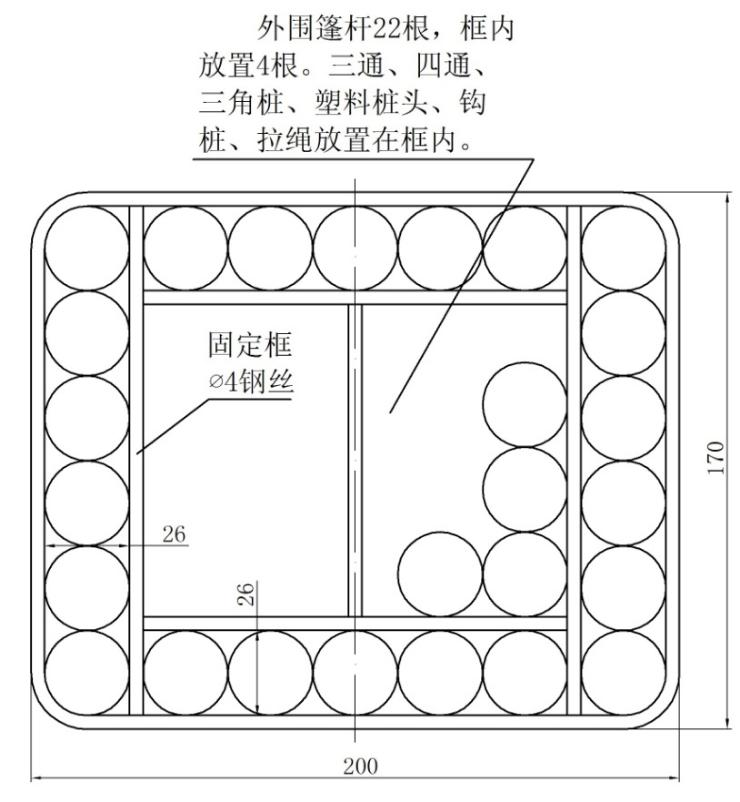 外围篷杆22根，框内
放置4根。三通、四通、
三角桩、塑料桩头、钩
桩、拉绳放置在框内。
固定框
⌀4钢丝
170
26
26
200